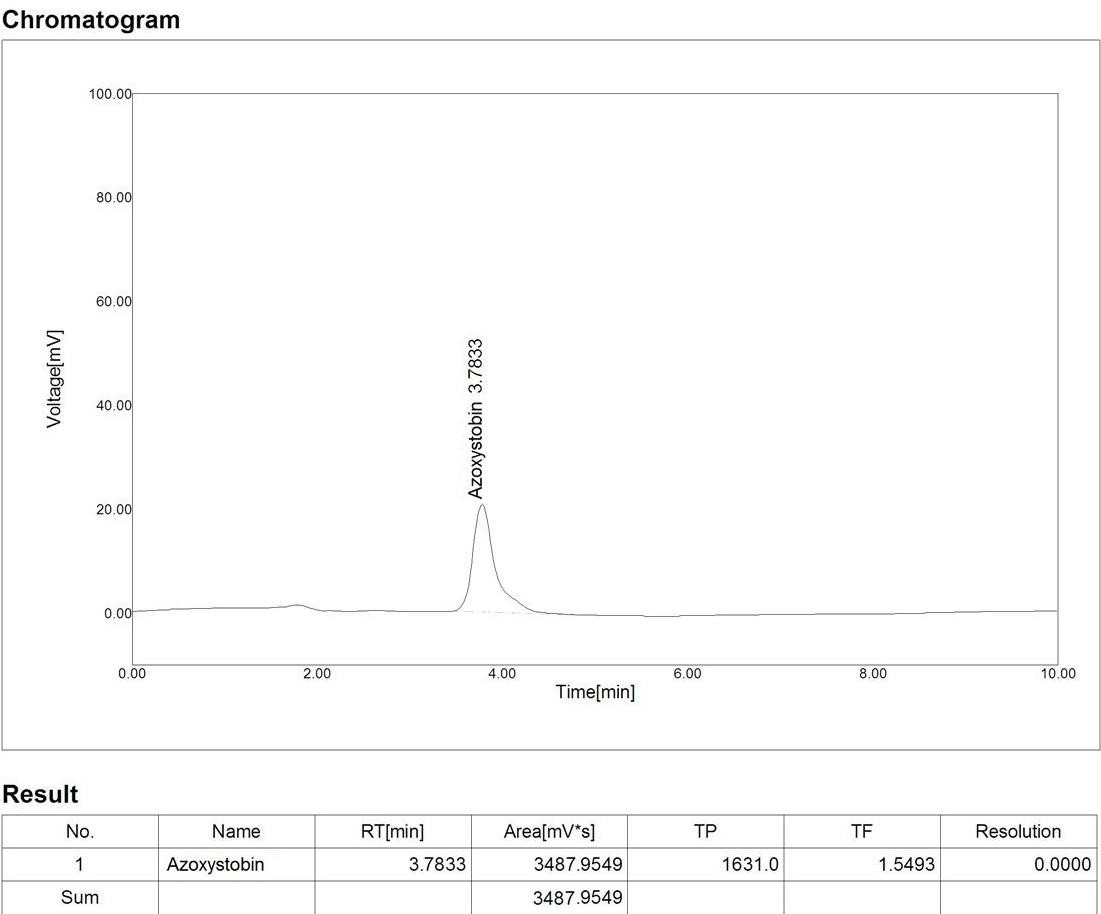 Chromatogram
100.00
80.00
60.00
40.00
20.00
0.00
Voltage[mV]
Azoxystobin 3.7833
0.00 2.00 4.00 6.00 8.00 10.00
Time[min]
Result
No. Name RT[min] Area[mV*s] TP TF Resolution
1 Azoxystobin 3.7833 3487.9549 1631.0 1.5493 0.0000
Sum 3487.9549